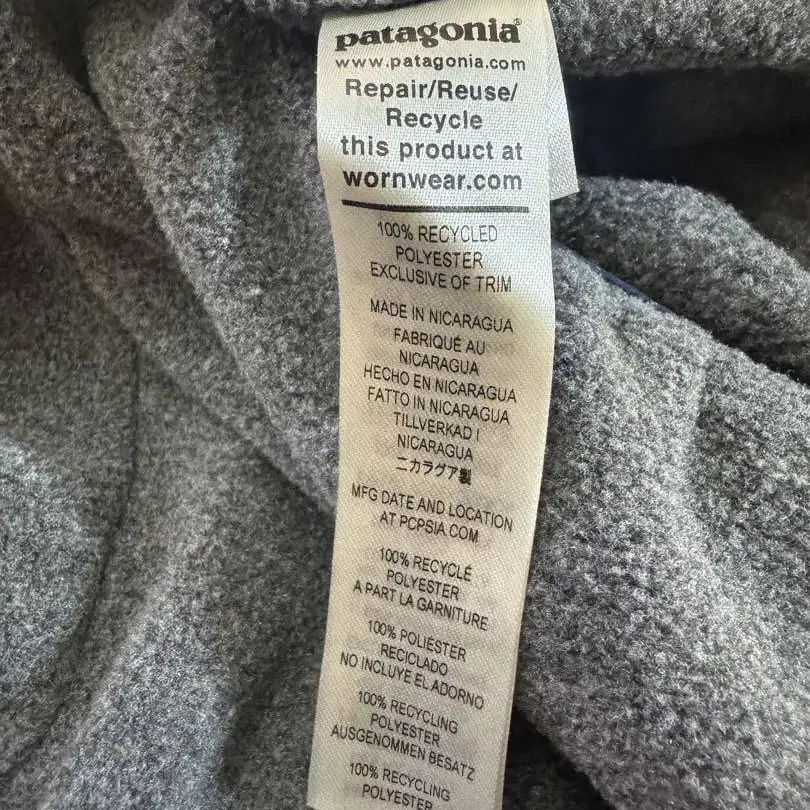 patagonia®
www.patagonia.com
Repair/Reuse/
Recycle
this product at
wornwear.com
100% RECYCLED
POLYESTER
EXCLUSIVE OF TRIM
MADE IN NICARAGUA
FABRIQUÉ AU
NICARAGUA
HECHO EN NICARAGUA
FATTO IN NICARAGUA
TILLVERKAD I
NICARAGUA
ニカラグア製
MFG DATE AND LOCATION
AT PCPSIA.COM
100% RECYCLÉ
POLYESTER
A PART LA GARNITURE
100% POLIÉSTER
RECICLADO
NO INCLUYE EL ADORNO
100% RECYCLING
POLYESTER
AUSGENOMMEN BESATZ
100% RECYCLING
POLYESTER